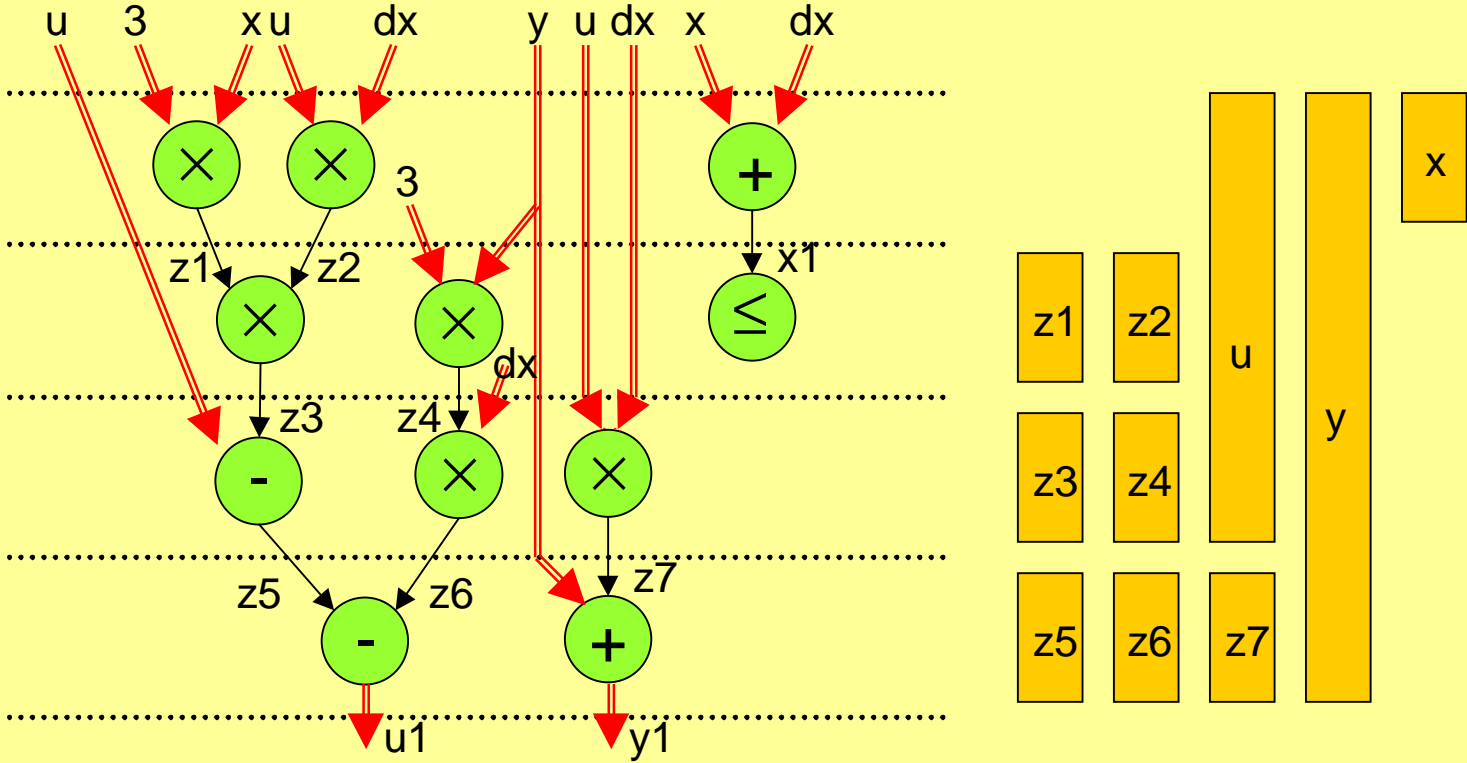 u 3 x u dx y u dx x dx
× × +
3
x
z1 z2 x1
z1 z2
× × ≤
u
dx
y
z3 z4
- × ×
z3 z4
z5 z6 z7
- +
z5 z6 z7
u1 y1